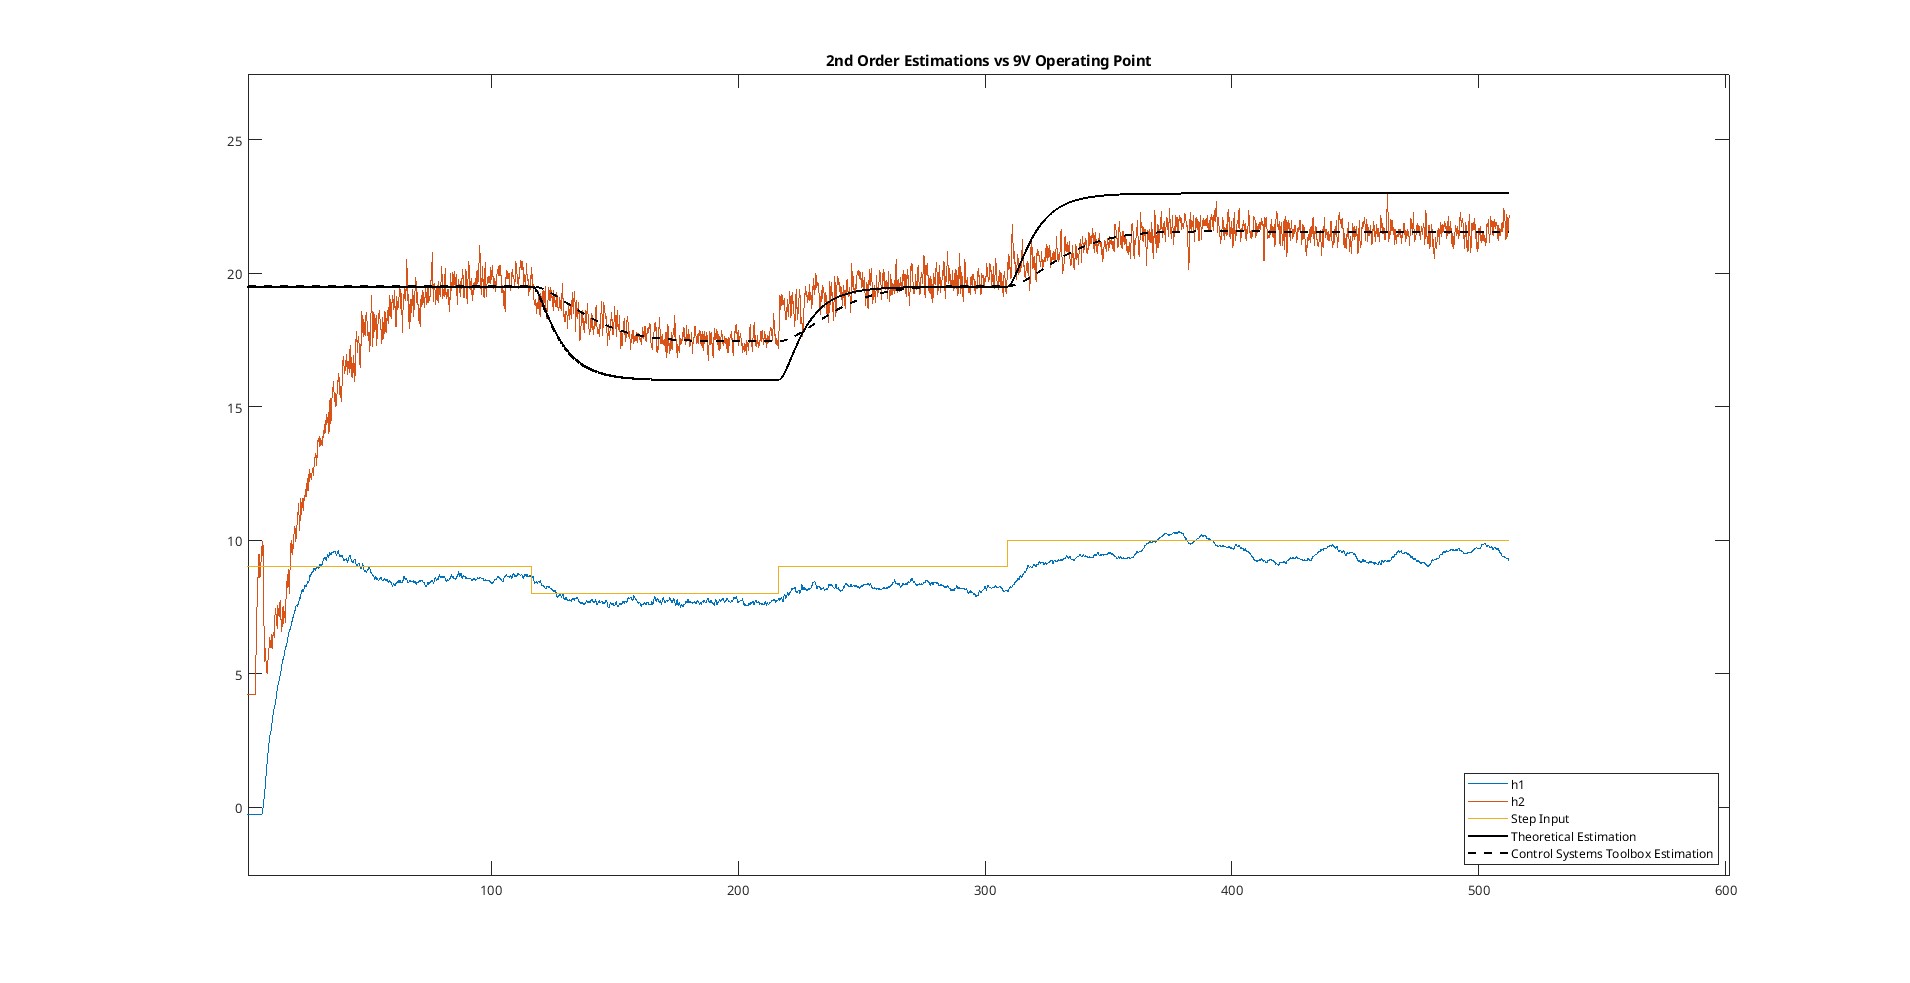 2nd Order Estimations vs 9V Operating Point
25
20
15
10
5
0
100 200 300 400 500 600
h1
h2
Step Input
Theoretical Estimation
Control Systems Toolbox Estimation